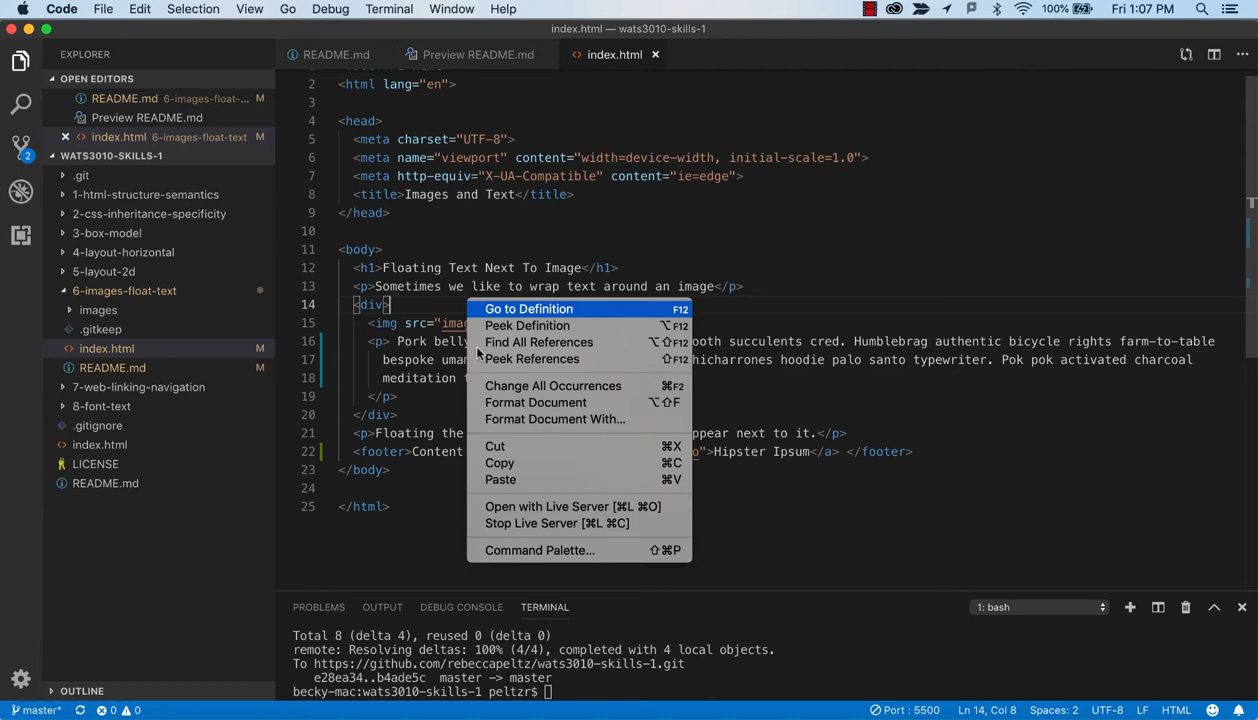 Code File Edit Selection View Go Debug Terminal Window Help 100% Fri 1:07 PM
index.html — wats3010-skills-1
EXPLORER
README.md Preview README.md <> index.html ×
OPEN EDITORS
README.md 6-images-float-... M
Preview README.md
× <> index.html 6-images-float-text M
WATS3010-SKILLS-1
.git
1-html-structure-semantics
2-css-inheritance-specificity
3-box-model
4-layout-horizontal
5-layout-2d
6-images-float-text
images
.gitkeep
<> index.html M
README.md M
7-web-linking-navigation
8-font-text
.gitignore
<> index.html
LICENSE
README.md
OUTLINE
2
2 <html lang="en">
3
4 <head>
5 <meta charset="UTF-8">
6 <meta name="viewport" content="width=device-width, initial-scale=1.0">
7 <meta http-equiv="X-UA-Compatible" content="ie=edge">
8 <title>Images and Text</title>
9 </head>
10
11 <body>
12 <h1>Floating Text Next To Image</h1>
13 <p>Sometimes we like to wrap text around an image</p>
14 <div>
15 <img src="imag
16 <p> Pork belly ooth succulents cred. Humblebrag authentic bicycle rights farm-to-table
17 bespoke umam hicharrones hoodie palo santo typewriter. Pok pok activated charcoal
18 meditation t
19 </p>
20 </div>
21 <p>Floating the ppear next to it.</p>
22 <footer>Content o">Hipster Ipsum</a> </footer>
23 </body>
24
25 </html>
Go to Definition F12
Peek Definition ⌥F12
Find All References ⌥⇧F12
Peek References ⇧F12
Change All Occurrences ⌘F2
Format Document ⌥⇧F
Format Document With...
Cut ⌘X
Copy ⌘C
Paste ⌘V
Open with Live Server [⌘L ⌘O]
Stop Live Server [⌘L ⌘C]
Command Palette... ⇧⌘P
PROBLEMS OUTPUT DEBUG CONSOLE TERMINAL 1: bash
Total 8 (delta 4), reused 0 (delta 0)
remote: Resolving deltas: 100% (4/4), completed with 4 local objects.
To https://github.com/rebeccapeltz/wats3010-skills-1.git
e28ea34..b4ade5c master -> master
becky-mac:wats3010-skills-1 peltzr$
master* 0 0 Port : 5500 Ln 14, Col 8 Spaces: 2 UTF-8 LF HTML